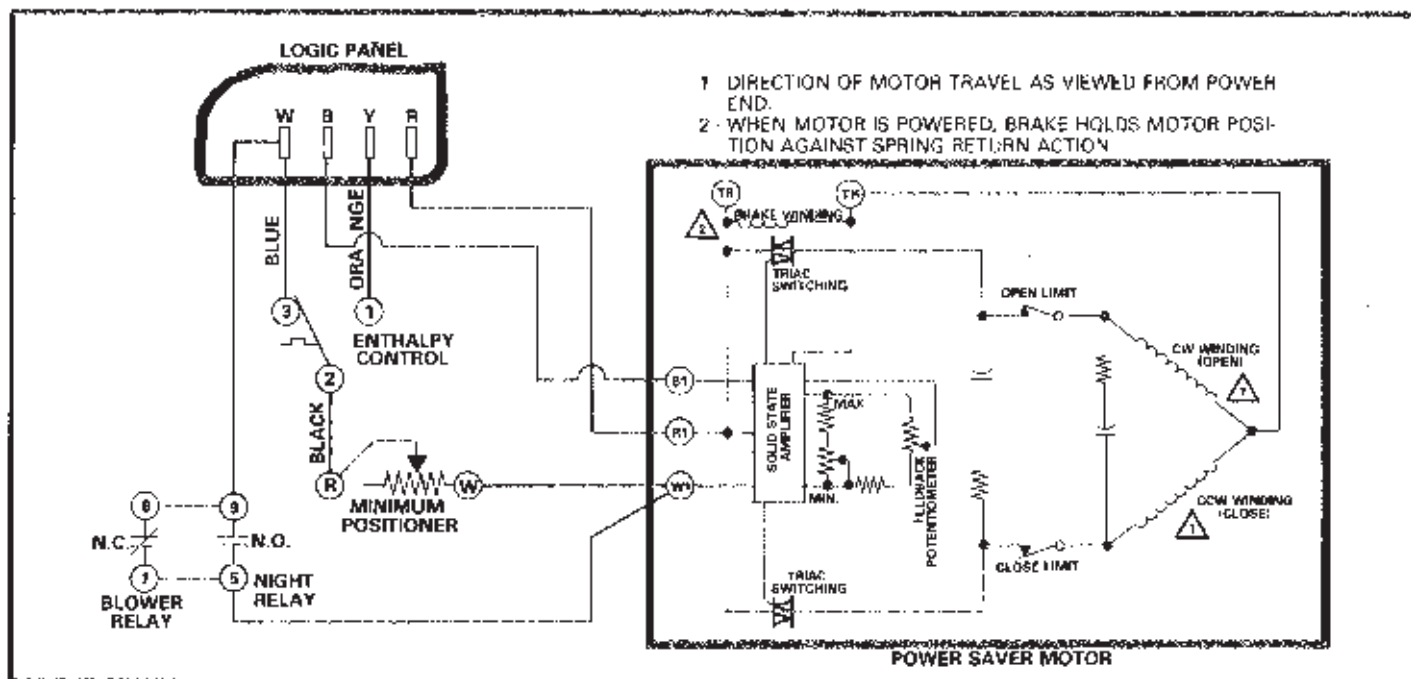 LOGIC PANEL
W B Y R
1 DIRECTION OF MOTOR TRAVEL AS VIEWED FROM POWER
END.
2 - WHEN MOTOR IS POWERED, BRAKE HOLDS MOTOR POSI-
TION AGAINST SPRING RETURN ACTION
BLUE
ORANGE
3
1
ENTHALPY
CONTROL
2
BLACK
R
W
MINIMUM
POSITIONER
8
9
N.C.
N.O.
7
5
NIGHT
RELAY
BLOWER
RELAY
TR
TR
BRAKE WINDING
2
TRIAC
SWITCHING
OPEN LIMIT
CW WINDING
(OPEN)
B1
R1
W1
SOLID STATE
AMPLIFIER
MAX
MIN.
FEEDBACK
POTENTIOMETER
CCW WINDING
(CLOSE)
1
CLOSE LIMIT
TRIAC
SWITCHING
POWER SAVER MOTOR